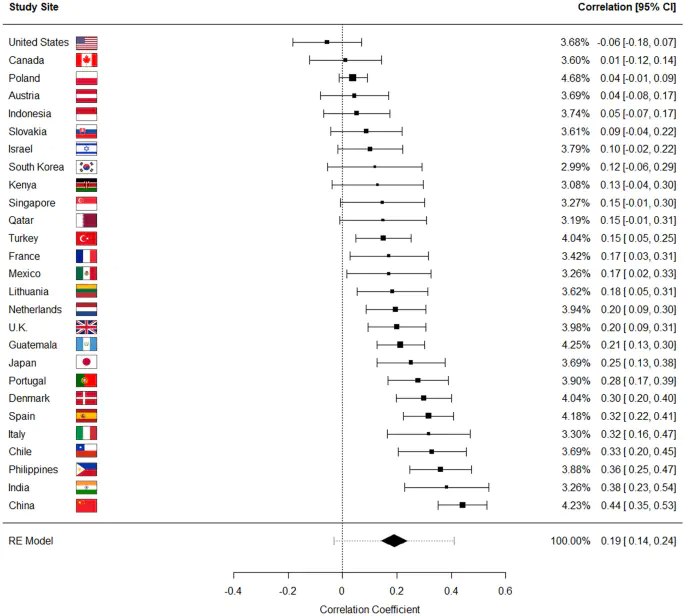 Study Site Correlation [95% CI]
United States 3.68% -0.06 [-0.18, 0.07]
Canada 3.60% 0.01 [-0.12, 0.14]
Poland 4.68% 0.04 [-0.01, 0.09]
Austria 3.69% 0.04 [-0.08, 0.17]
Indonesia 3.74% 0.05 [-0.07, 0.17]
Slovakia 3.61% 0.09 [-0.04, 0.22]
Israel 3.79% 0.10 [-0.02, 0.22]
South Korea 2.99% 0.12 [-0.06, 0.29]
Kenya 3.08% 0.13 [-0.04, 0.30]
Singapore 3.27% 0.15 [-0.01, 0.30]
Qatar 3.19% 0.15 [-0.01, 0.31]
Turkey 4.04% 0.15 [ 0.05, 0.25]
France 3.42% 0.17 [ 0.03, 0.31]
Mexico 3.26% 0.17 [ 0.02, 0.33]
Lithuania 3.62% 0.18 [ 0.05, 0.31]
Netherlands 3.94% 0.20 [ 0.09, 0.30]
U.K. 3.98% 0.20 [ 0.09, 0.31]
Guatemala 4.25% 0.21 [ 0.13, 0.30]
Japan 3.69% 0.25 [ 0.13, 0.38]
Portugal 3.90% 0.28 [ 0.17, 0.39]
Denmark 4.04% 0.30 [ 0.20, 0.40]
Spain 4.18% 0.32 [ 0.22, 0.41]
Italy 3.30% 0.32 [ 0.16, 0.47]
Chile 3.69% 0.33 [ 0.20, 0.45]
Philippines 3.88% 0.36 [ 0.25, 0.47]
India 3.26% 0.38 [ 0.23, 0.54]
China 4.23% 0.44 [ 0.35, 0.53]
RE Model 100.00% 0.19 [ 0.14, 0.24]
-0.4 -0.2 0 0.2 0.4 0.6
Correlation Coefficient